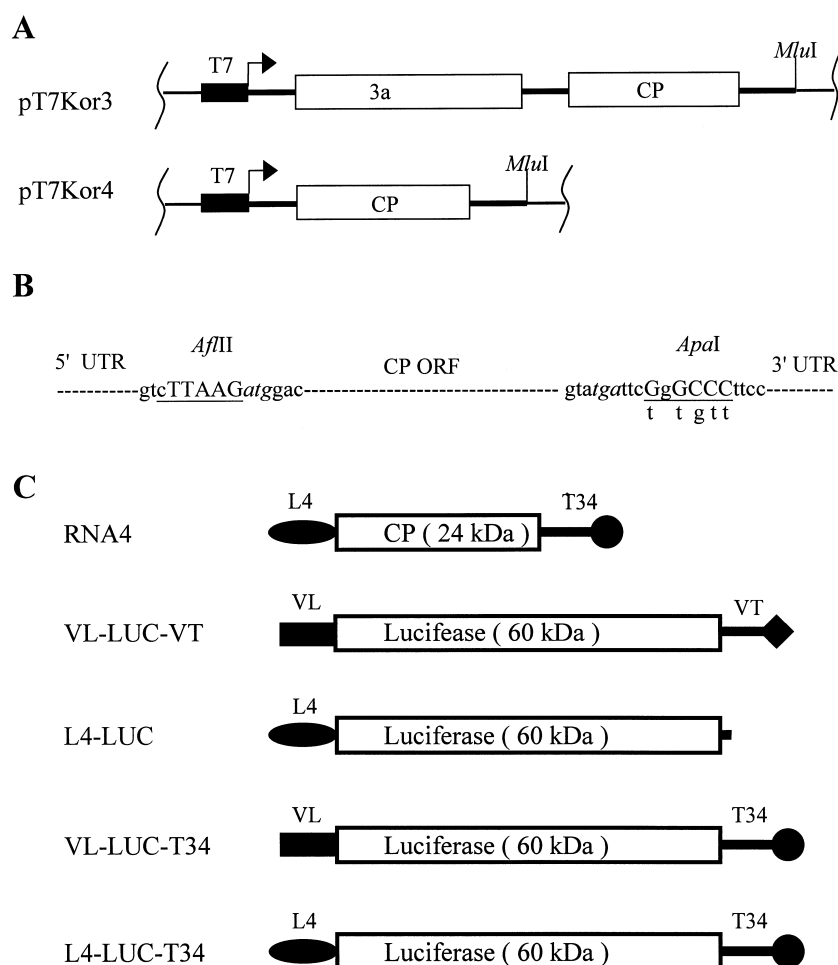 A
pT7Kor3
T7
3a
CP
MluI
pT7Kor4
T7
CP
MluI
B
5' UTR
AflII
CP ORF
ApaI
3' UTR
----------gtcTTAAGatggac-------------------------------gtatgattcGgGCCCttcc---------
t t g t t
C
RNA4
L4
CP ( 24 kDa )
T34
VL-LUC-VT
VL
Lucifease ( 60 kDa )
VT
L4-LUC
L4
Luciferase ( 60 kDa )
VL-LUC-T34
VL
Luciferase ( 60 kDa )
T34
L4-LUC-T34
L4
Luciferase ( 60 kDa )
T34